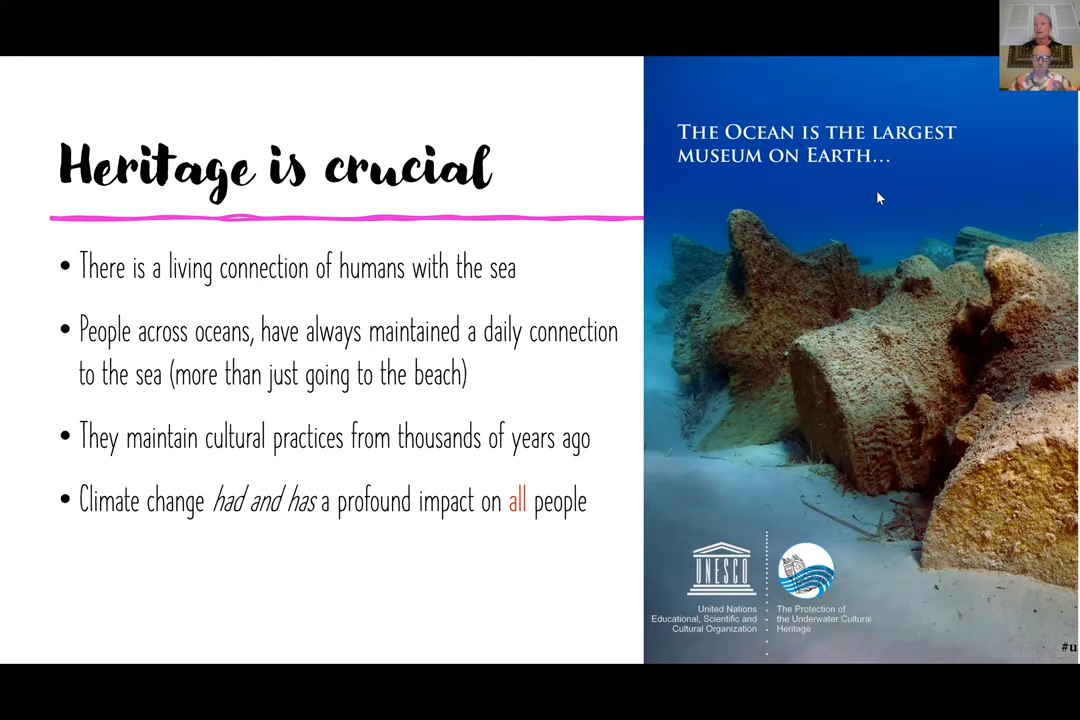 Heritage is crucial
• There is a living connection of humans with the sea
• People across oceans, have always maintained a daily connection
to the sea (more than just going to the beach)
• They maintain cultural practices from thousands of years ago
• Climate change had and has a profound impact on all people
THE OCEAN IS THE LARGEST
MUSEUM ON EARTH...
UNESCO
United Nations
Educational, Scientific and
Cultural Organization
The Protection of
the Underwater Cultural
Heritage
#u